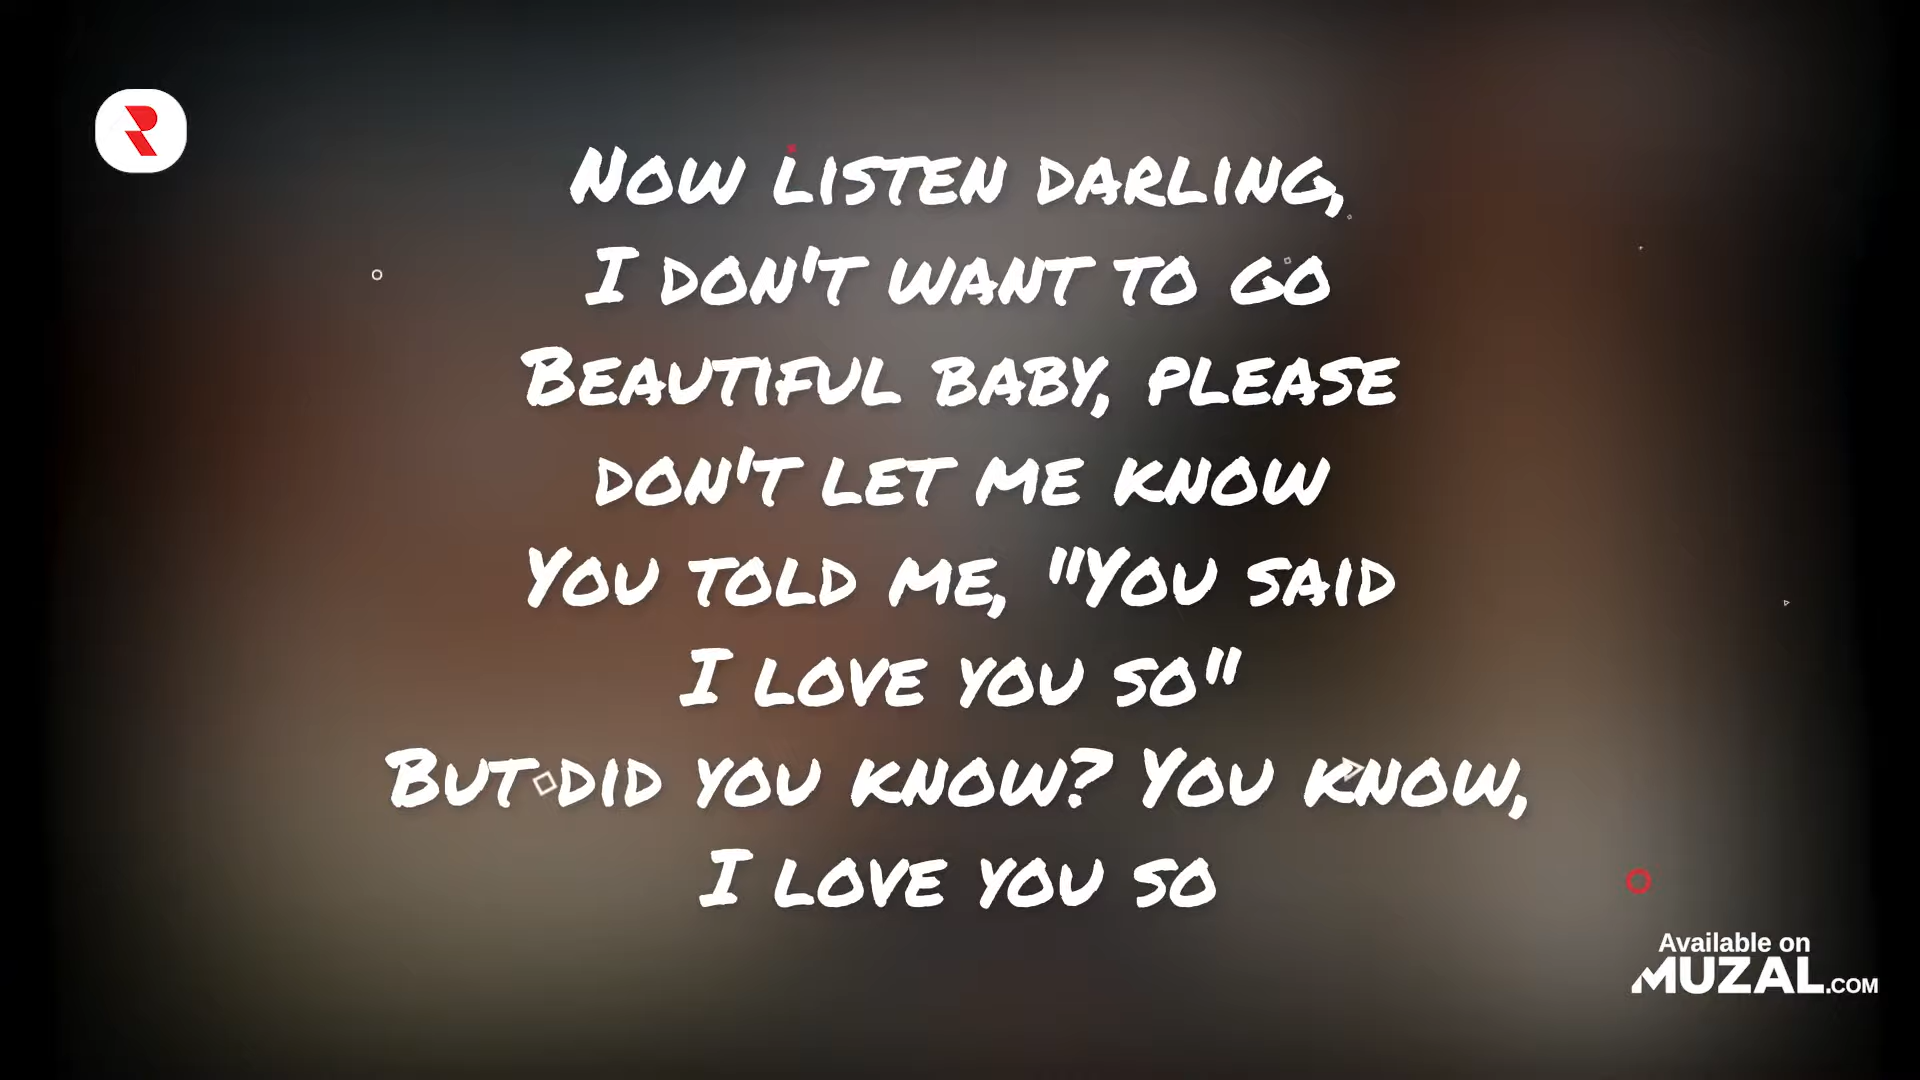 Now listen darling,
I don't want to go
Beautiful baby, please
don't let me know
You told me, "You said
I love you so"
But did you know? You know,
I love you so
Available on
MUZAL.COM